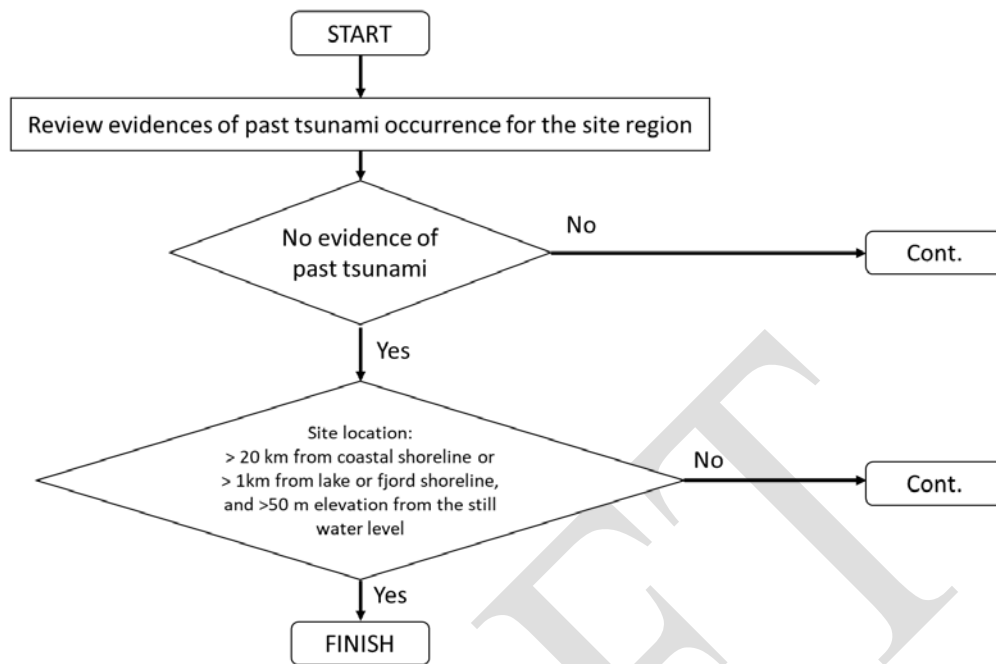 START
Review evidences of past tsunami occurrence for the site region
No evidence of
past tsunami
No
Cont.
Yes
Site location:
> 20 km from coastal shoreline or
> 1km from lake or fjord shoreline,
and >50 m elevation from the still
water level
No
Cont.
Yes
FINISH
FT